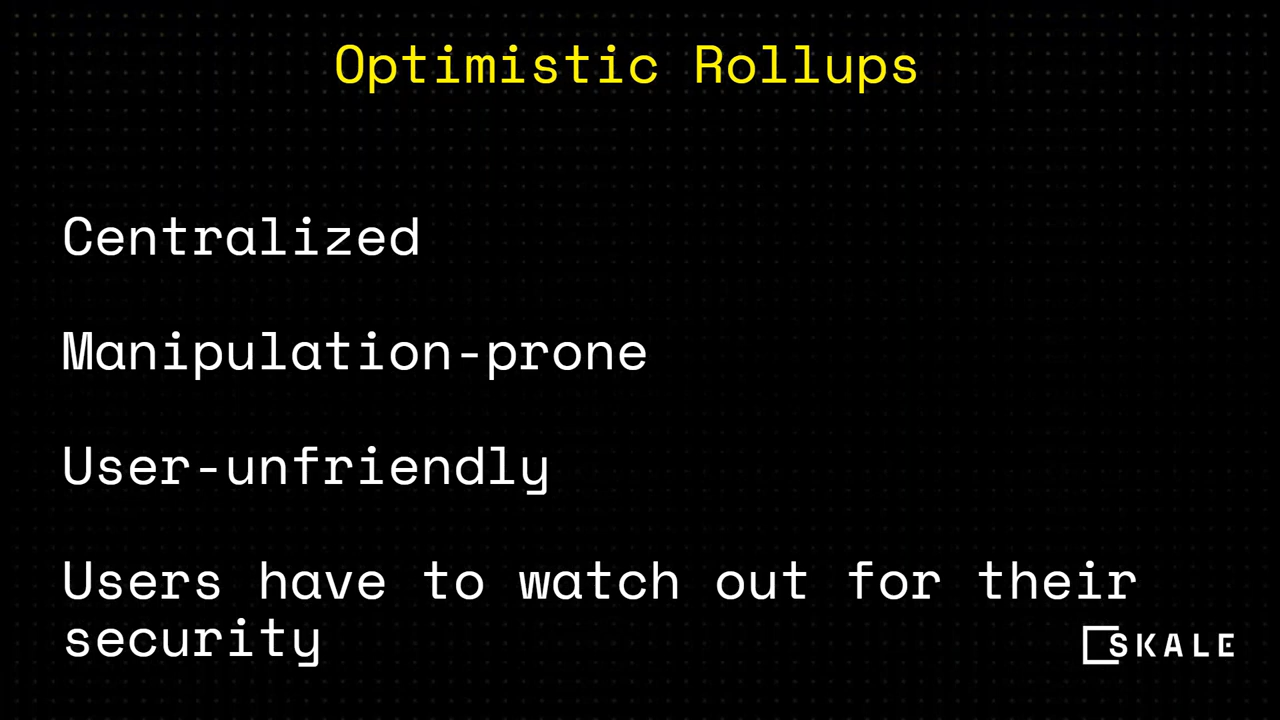 Optimistic Rollups
Centralized
Manipulation-prone
User-unfriendly
Users have to watch out for their
security
SKALE